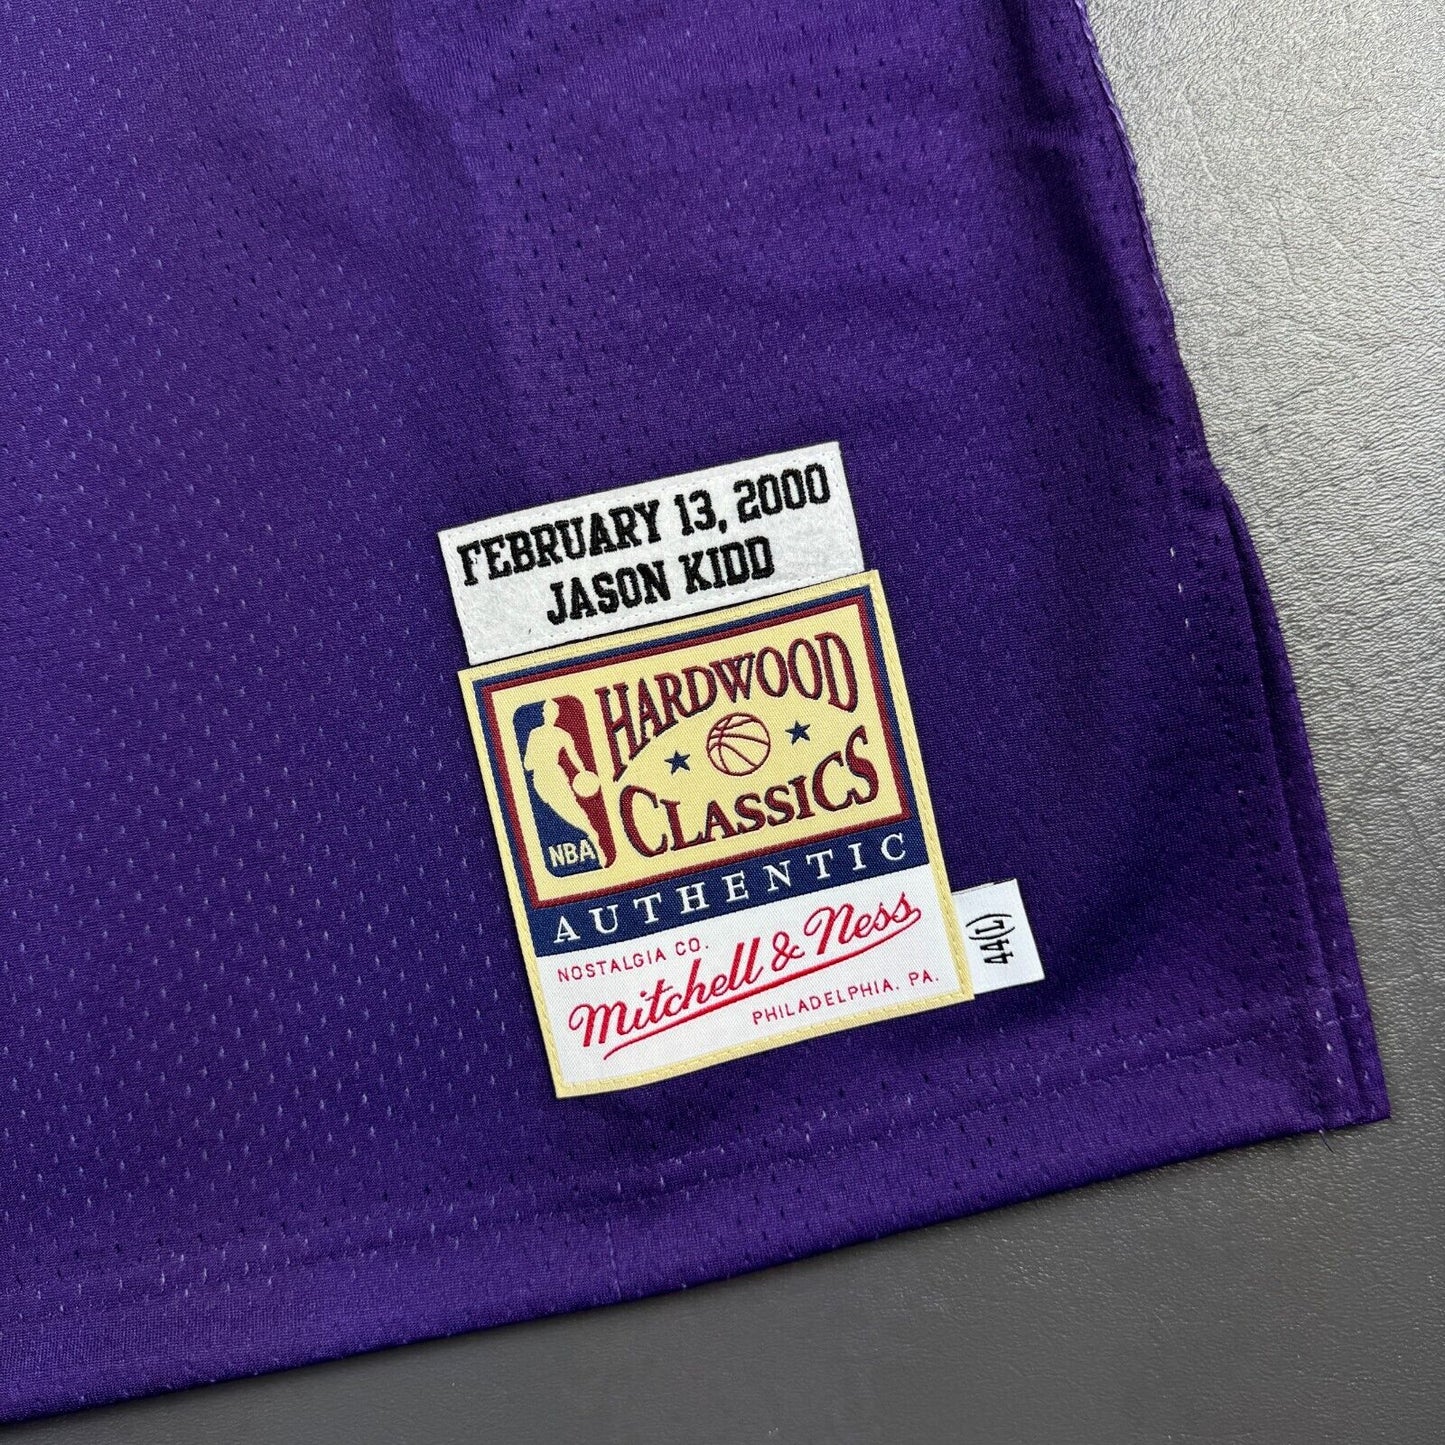 FEBRUARY 13, 2000
JASON KIDD
HARDWOOD
CLASSICS
NBA
AUTHENTIC
NOSTALGIA CO.
Mitchell & Ness
PHILADELPHIA, PA.
44(L)